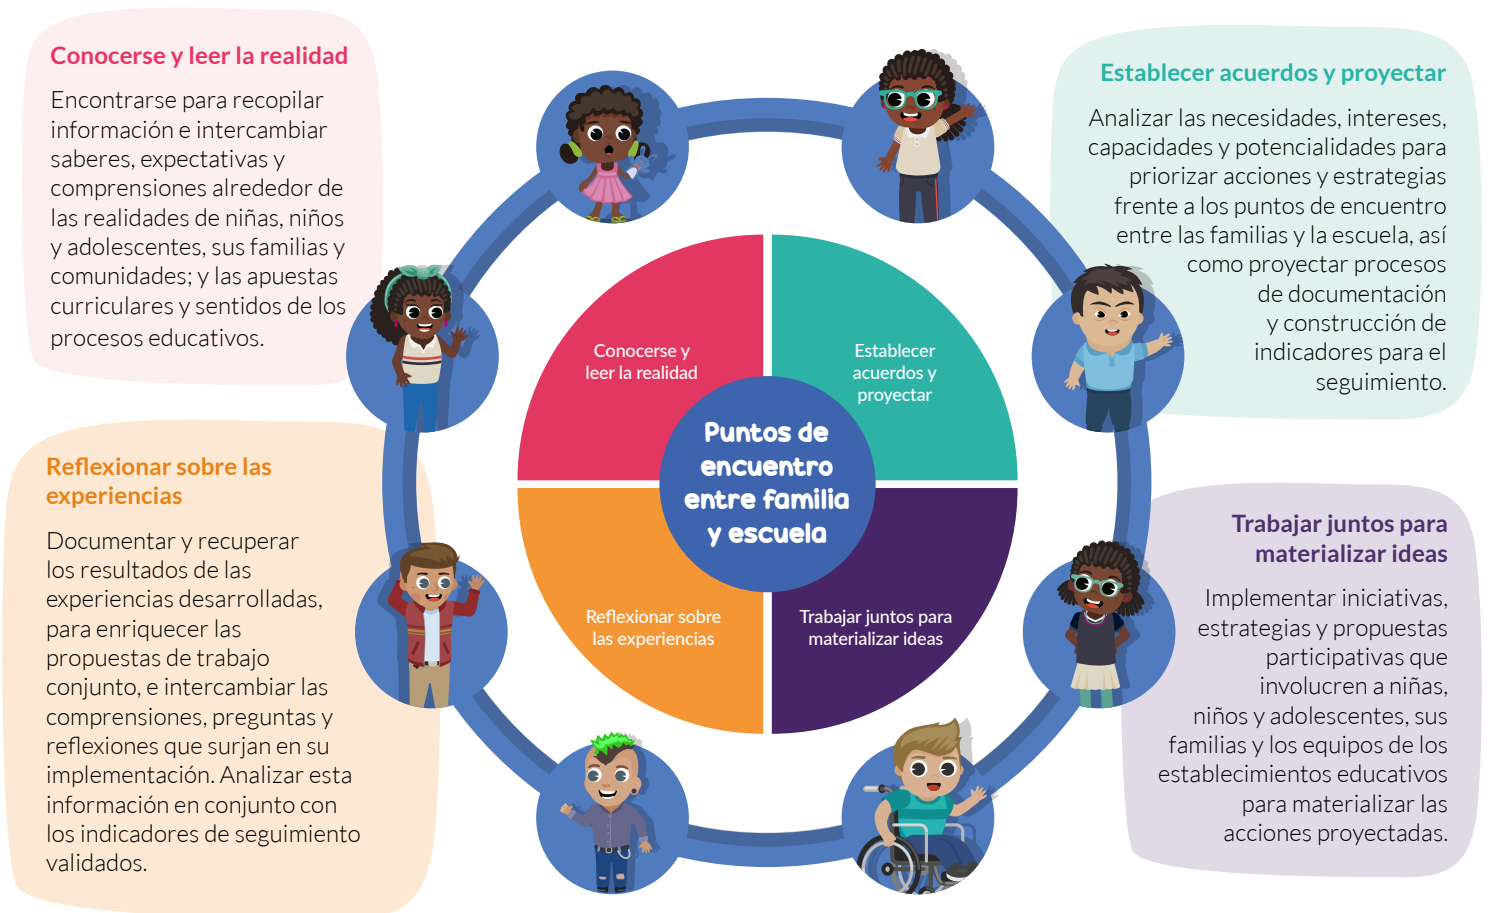 Conocerse y leer la realidad
Encontrarse para recopilar
información e intercambiar
saberes, expectativas y
comprensiones alrededor de
las realidades de niñas, niños
y adolescentes, sus familias y
comunidades; y las apuestas
curriculares y sentidos de los
procesos educativos.
Establecer acuerdos y proyectar
Analizar las necesidades, intereses,
capacidades y potencialidades para
priorizar acciones y estrategias
frente a los puntos de encuentro
entre las familias y la escuela, así
como proyectar procesos
de documentación
y construcción de
indicadores para el
seguimiento.
Conocerse y
leer la realidad
Establecer
acuerdos y
proyectar
Puntos de
encuentro
entre familia
y escuela
Reflexionar sobre
las experiencias
Trabajar juntos para
materializar ideas
Reflexionar sobre las
experiencias
Documentar y recuperar
los resultados de las
experiencias desarrolladas,
para enriquecer las
propuestas de trabajo
conjunto, e intercambiar las
comprensiones, preguntas y
reflexiones que surjan en su
implementación. Analizar esta
información en conjunto con
los indicadores de seguimiento
validados.
Trabajar juntos para
materializar ideas
Implementar iniciativas,
estrategias y propuestas
participativas que
involucren a niñas,
niños y adolescentes, sus
familias y los equipos de los
establecimientos educativos
para materializar las
acciones proyectadas.